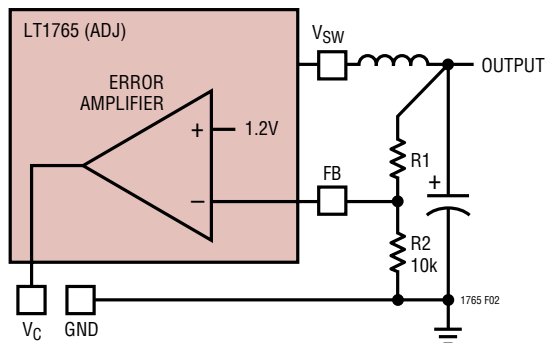 LT1765 (ADJ)
VSW
OUTPUT
ERROR
AMPLIFIER
+
1.2V
R1
FB
+
−
R2
10k
1765 F02
VC
GND